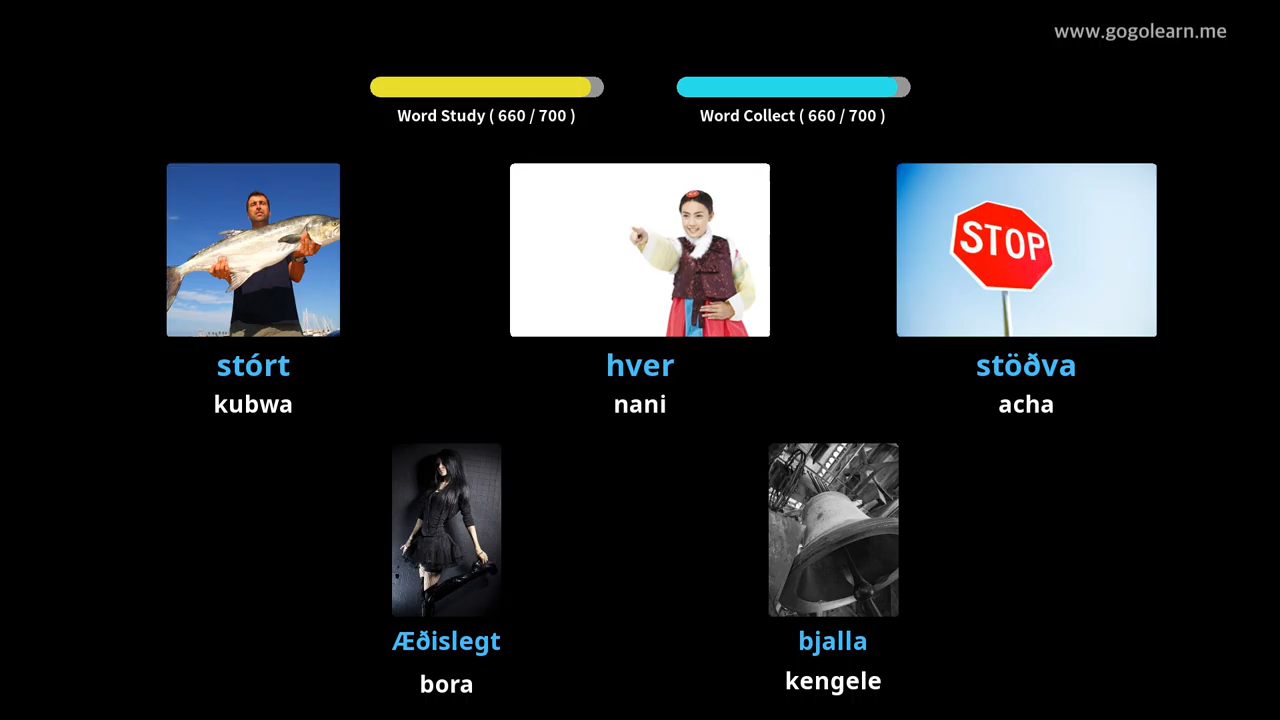 www.gogolearn.me
Word Study ( 660 / 700 )
Word Collect ( 660 / 700 )
STOP
stórt
hver
stöðva
kubwa
nani
acha
Æðislegt
bjalla
bora
kengele